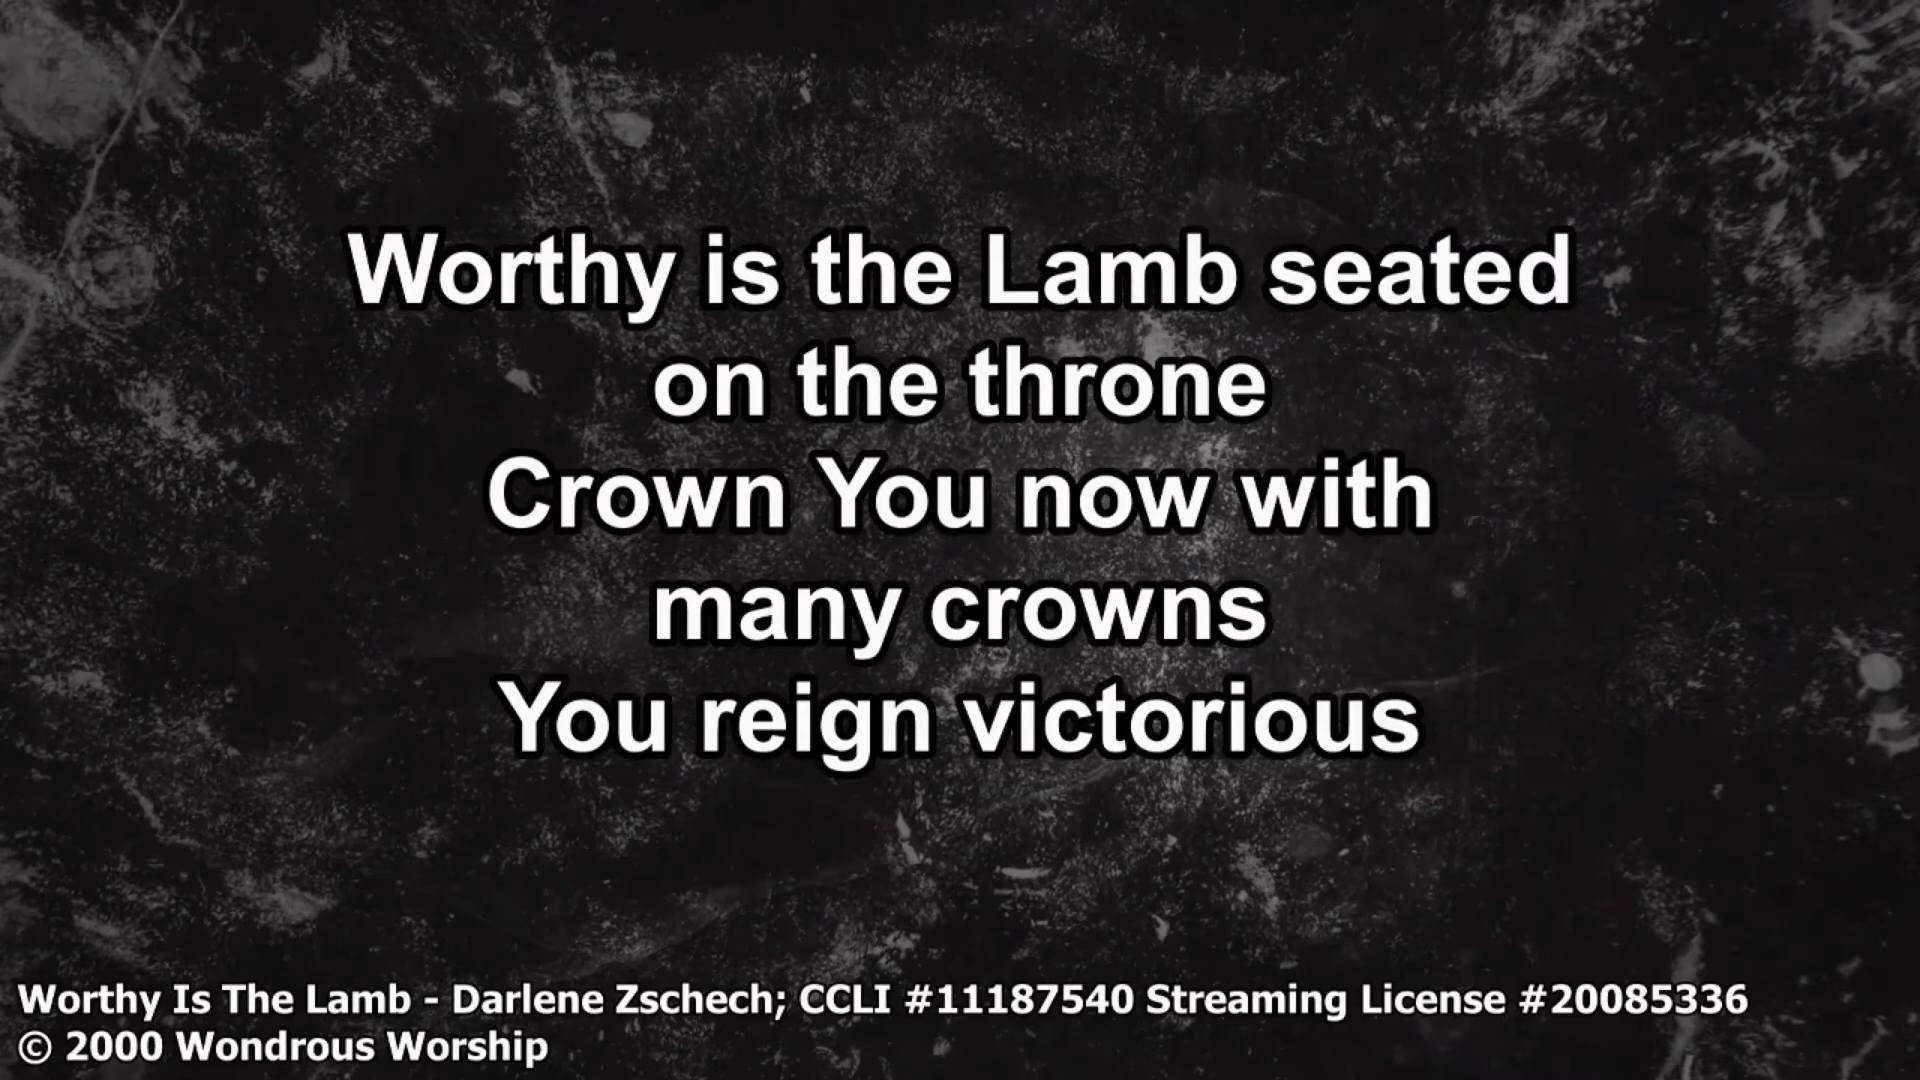 Worthy is the Lamb seated
on the throne
Crown You now with
many crowns
You reign victorious
Worthy Is The Lamb - Darlene Zschech; CCLI #11187540 Streaming License #20085336
© 2000 Wondrous Worship